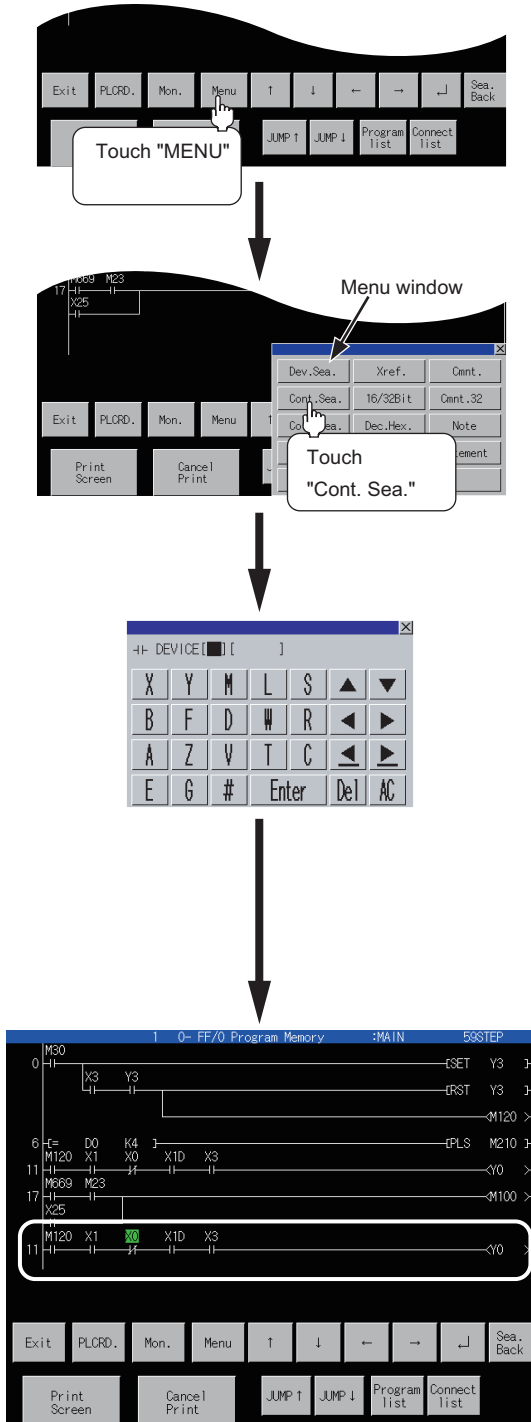 Exit PLCRD. Mon. Menu ↑ ↓ ← → ↵ Sea. Back
JUMP↑ JUMP↓ Program list Connect list
Touch "MENU"
M669 M23
17
X25
Menu window
Dev.Sea. Xref. Cmnt.
Cont.Sea. 16/32Bit Cmnt.32
Dec.Hex. Note
Exit PLCRD. Mon. Menu
Print Screen Cancel Print
Touch
"Cont. Sea."
DEVICE[ ][ ]
X Y M L S ▲ ▼
B F D W R ◀ ▶
A Z V T C ◀ ▶
E G # Enter Del AC
1 0- FF/0 Program Memory :MAIN 59STEP
M30
0 [SET Y3 ]
X3 Y3
[RST Y3 ]
<M120 >
6 [= D0 K4 ] [PLS M210 ]
M120 X1 X0 X1D X3
11 <Y0 >
M669 M23
17 <M100 >
X25
M120 X1 X0 X1D X3
11 <Y0 >
Exit PLCRD. Mon. Menu ↑ ↓ ← → ↵ Sea. Back
Print Screen Cancel Print JUMP↑ JUMP↓ Program list Connect list